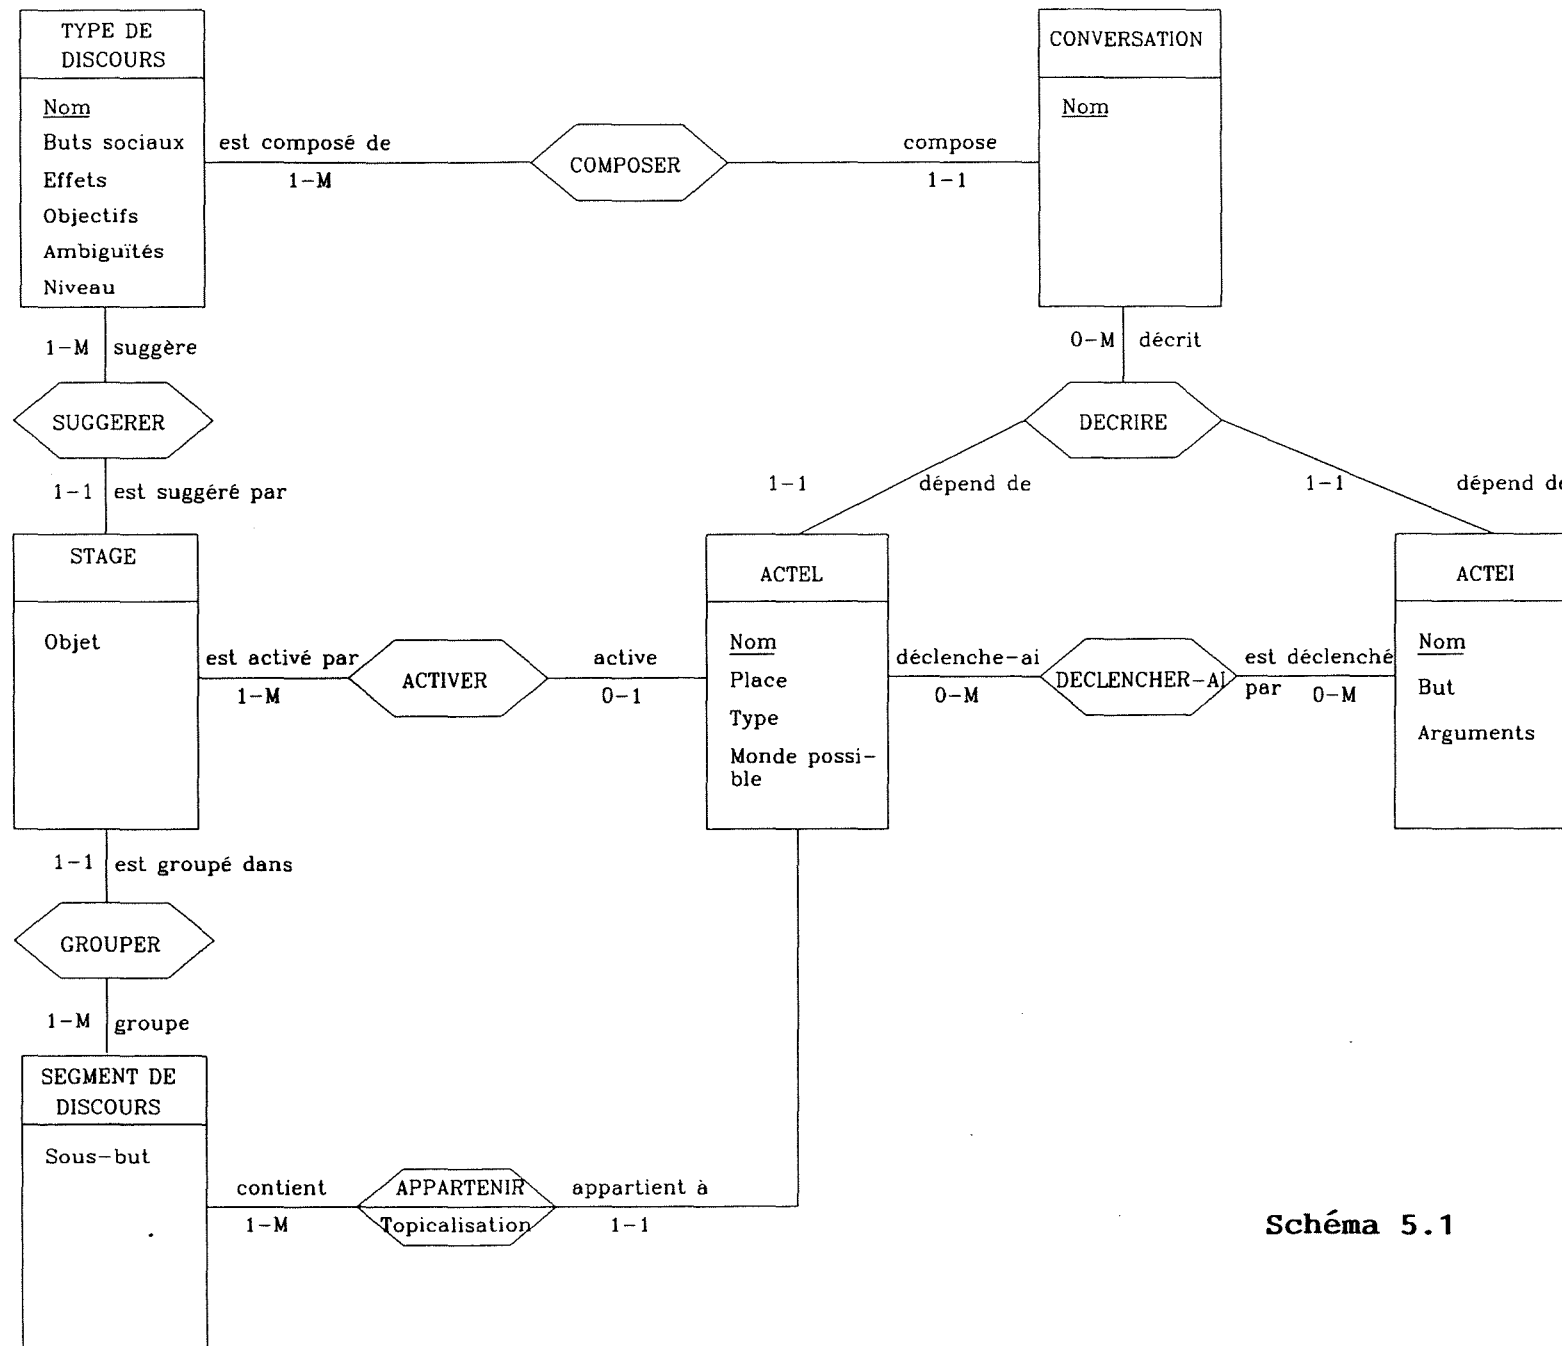 TYPE DE
DISCOURS
Nom
Buts sociaux
Effets
Objectifs
Ambiguïtés
Niveau
est composé de
1-M
COMPOSER
compose
1-1
CONVERSATION
Nom
1-M suggère
SUGGERER
1-1 est suggéré par
0-M décrit
DECRIRE
1-1 dépend de
1-1 dépend de
STAGE
Objet
est activé par
1-M
ACTIVER
active
0-1
ACTEL
Nom
Place
Type
Monde possi-
ble
déclenche-ai
0-M
DECLENCHER-AI
est déclenché
par 0-M
ACTEI
Nom
But
Arguments
1-1 est groupé dans
GROUPER
1-M groupe
SEGMENT DE
DISCOURS
Sous-but
contient
1-M
APPARTENIR
Topicalisation
appartient à
1-1
Schéma 5.1